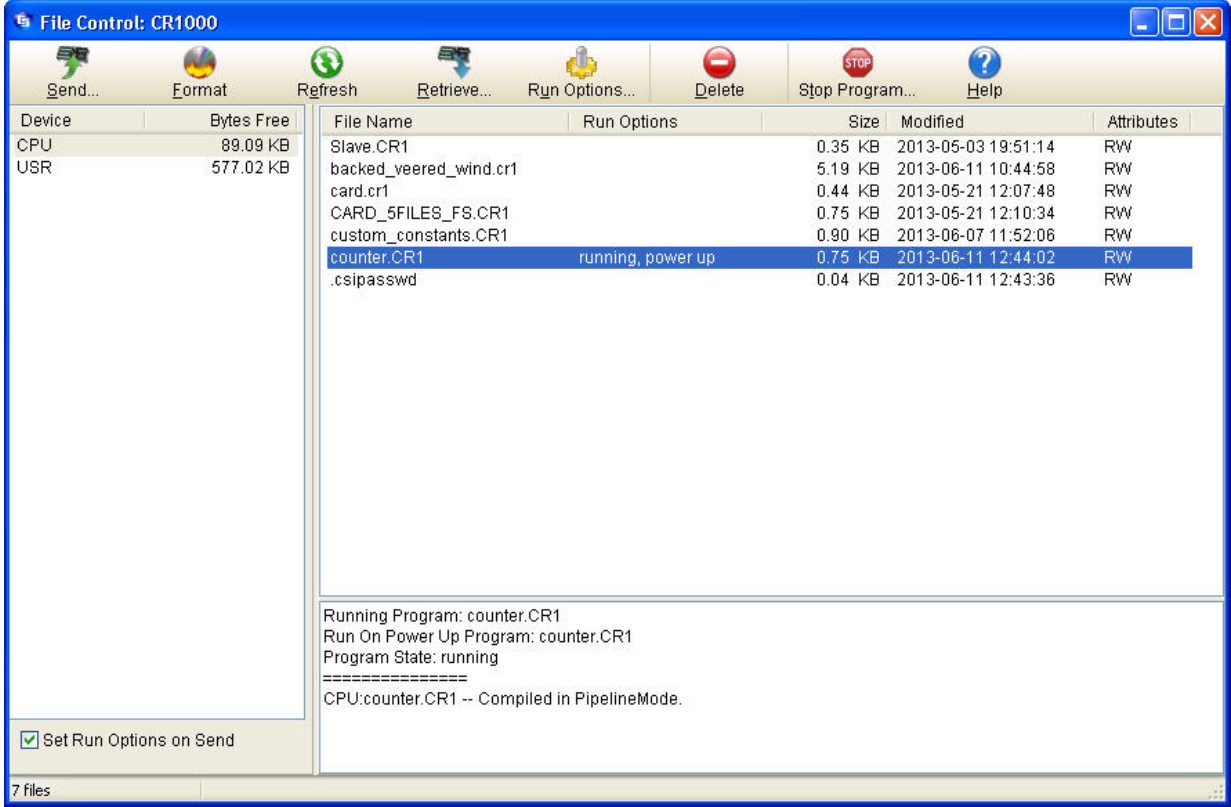 File Control: CR1000
Send... Format Refresh Retrieve... Run Options... Delete STOP Stop Program... Help
Device Bytes Free
CPU 89.09 KB
USR 577.02 KB
File Name Run Options Size Modified Attributes
Slave.CR1 0.35 KB 2013-05-03 19:51:14 RW
backed_veered_wind.cr1 5.19 KB 2013-06-11 10:44:58 RW
card.cr1 0.44 KB 2013-05-21 12:07:48 RW
CARD_5FILES_FS.CR1 0.75 KB 2013-05-21 12:10:34 RW
custom_constants.CR1 0.90 KB 2013-06-07 11:52:06 RW
counter.CR1 running, power up 0.75 KB 2013-06-11 12:44:02 RW
.csipasswd 0.04 KB 2013-06-11 12:43:36 RW
Running Program: counter.CR1
Run On Power Up Program: counter.CR1
Program State: running
===============
CPU:counter.CR1 -- Compiled in PipelineMode.
Set Run Options on Send
7 files